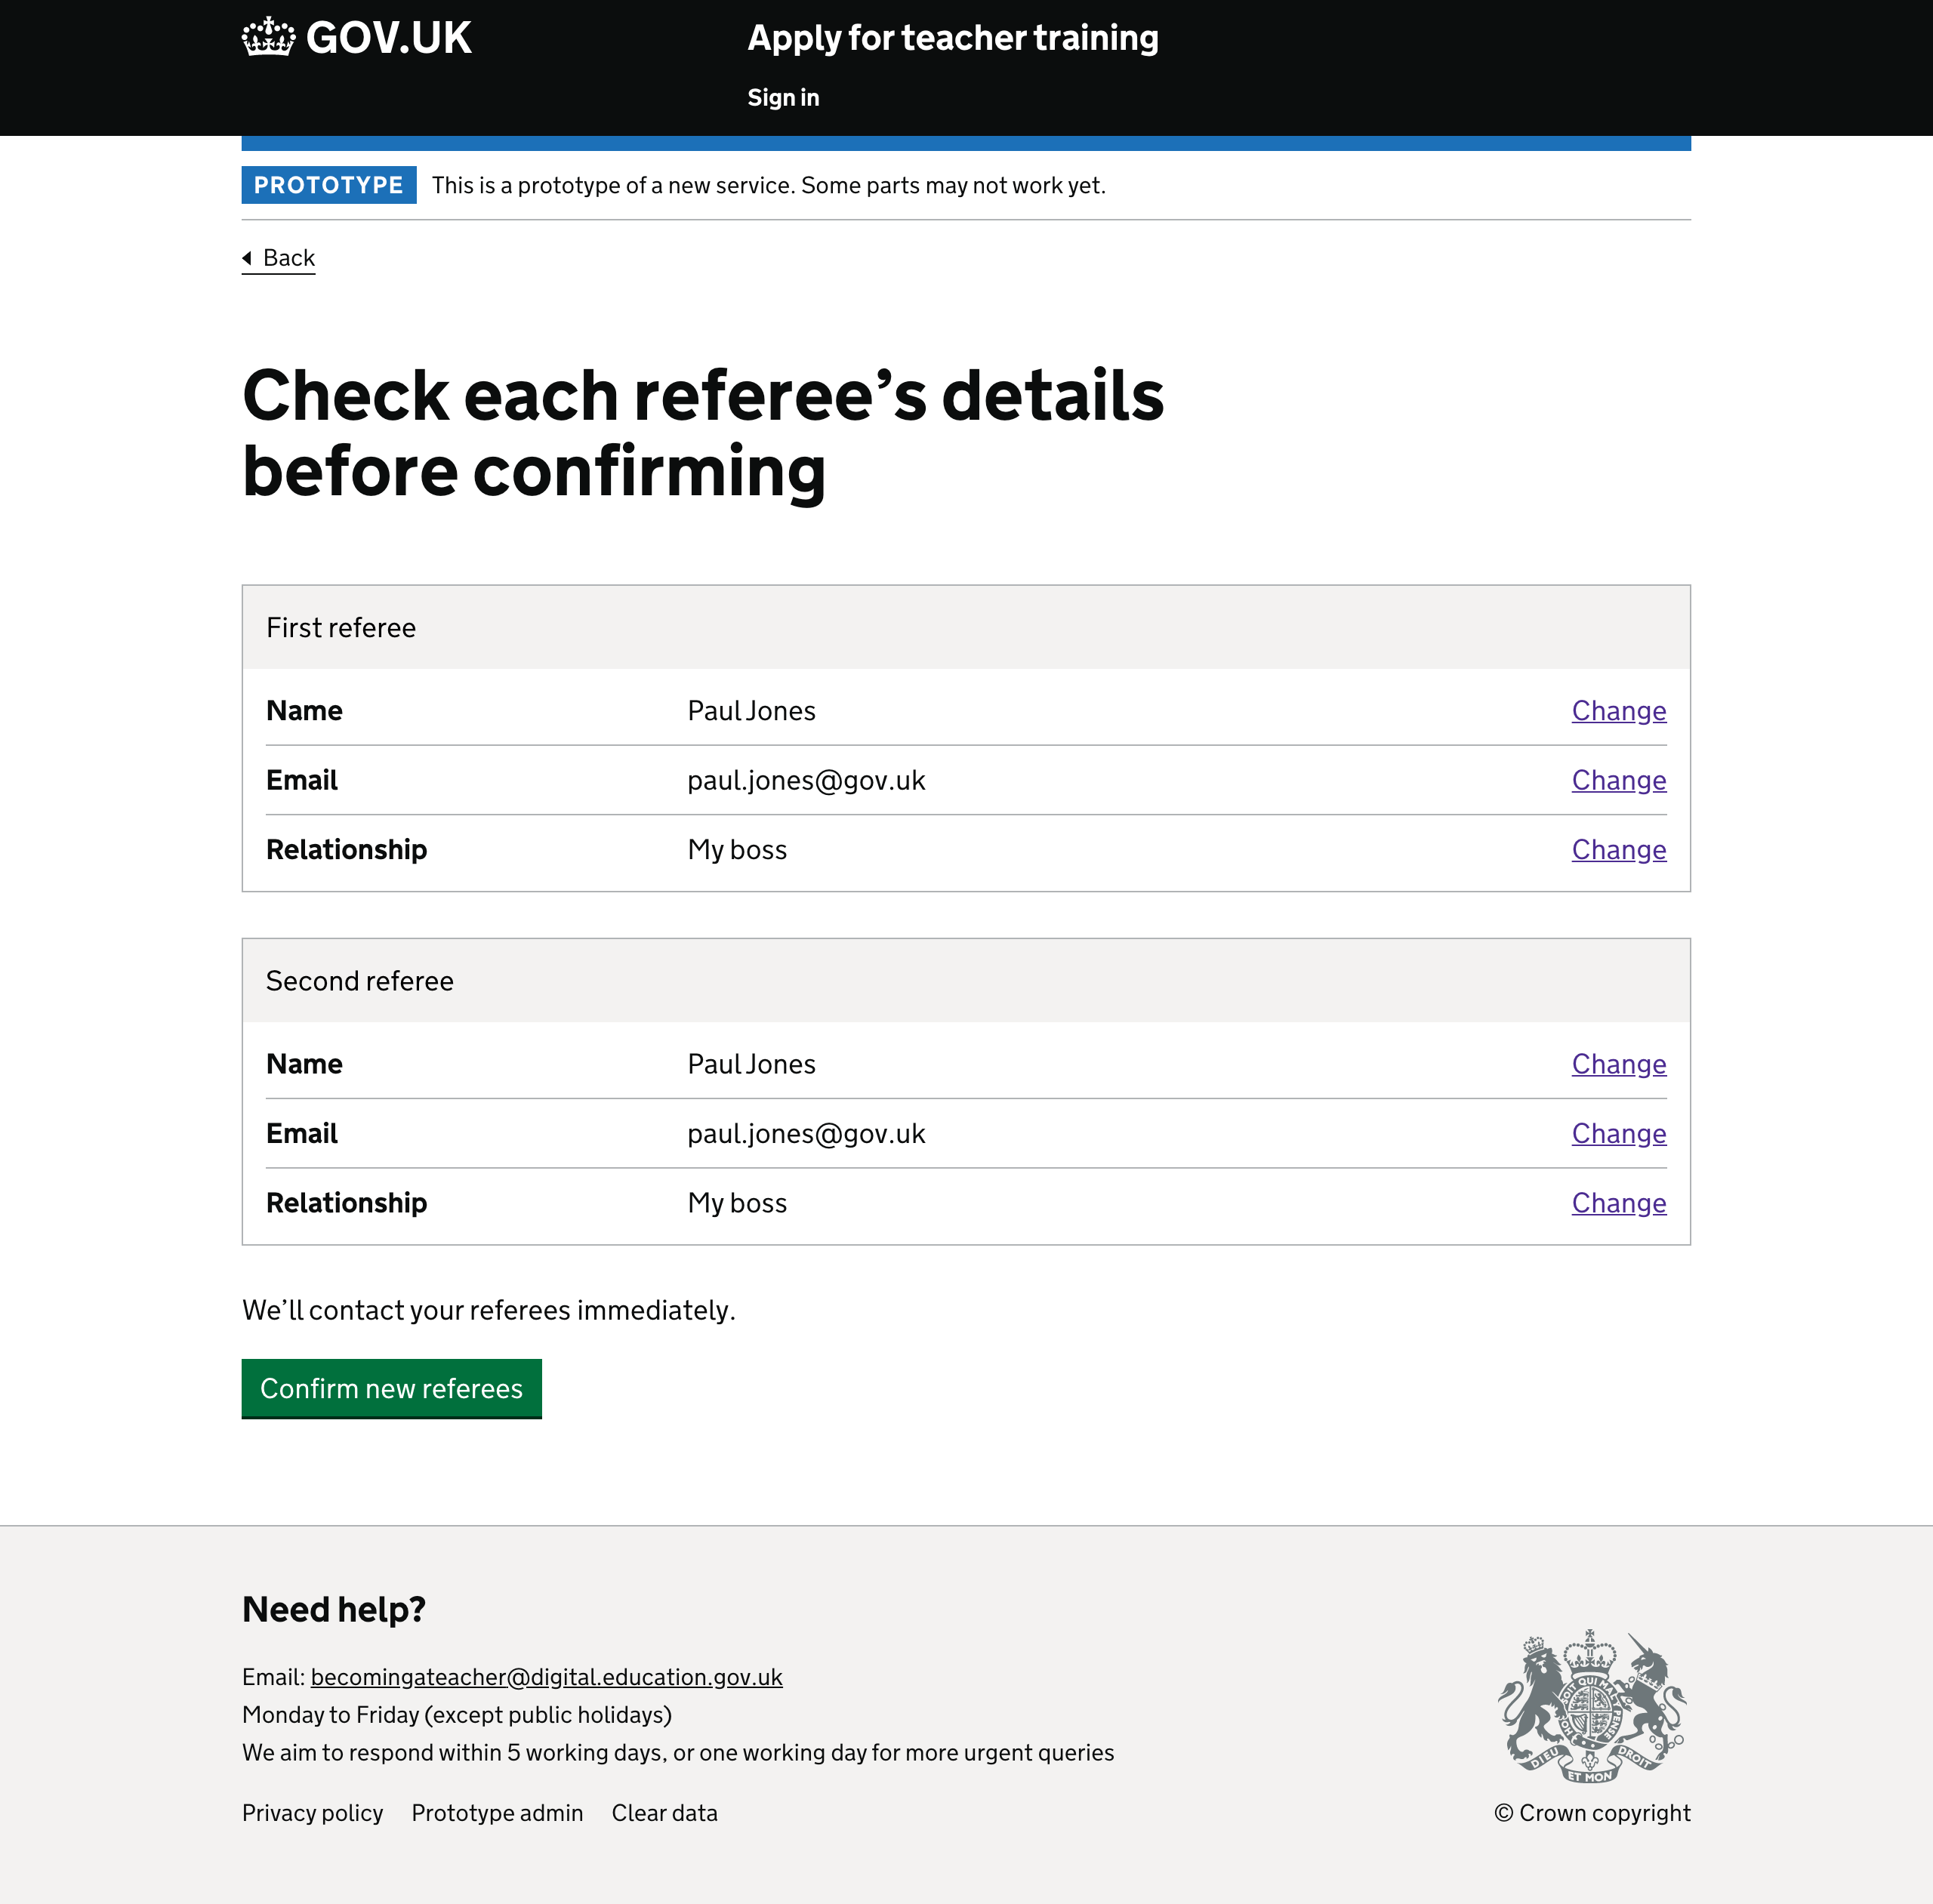 GOV.UK
Apply for teacher training
Sign in
PROTOTYPE This is a prototype of a new service. Some parts may not work yet.
Back
Check each referee’s details
before confirming
First referee
Name Paul Jones Change
Email paul.jones@gov.uk Change
Relationship My boss Change
Second referee
Name Paul Jones Change
Email paul.jones@gov.uk Change
Relationship My boss Change
We’ll contact your referees immediately.
Confirm new referees
Need help?
Email: becomingateacher@digital.education.gov.uk
Monday to Friday (except public holidays)
We aim to respond within 5 working days, or one working day for more urgent queries
DIEU ET MON DROIT
Privacy policy Prototype admin Clear data
© Crown copyright